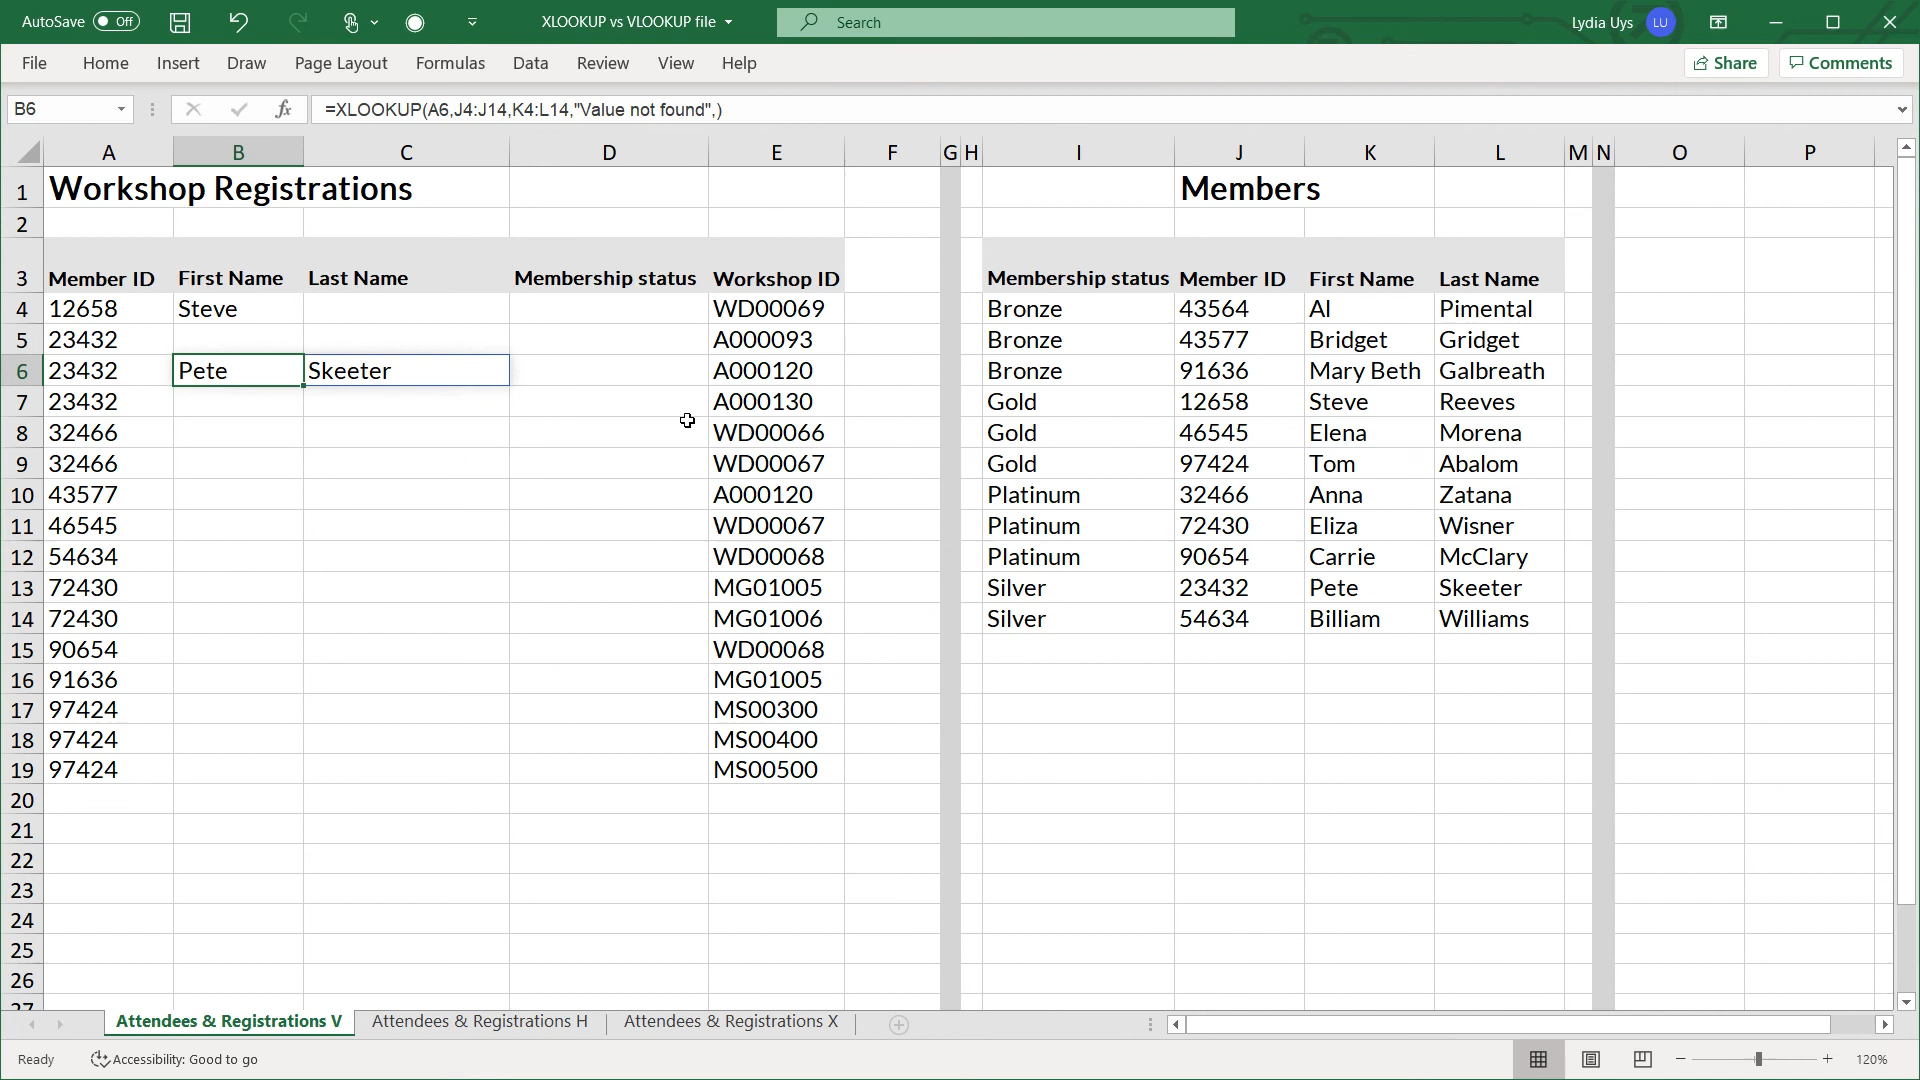 AutoSave Off XLOOKUP vs VLOOKUP file Search Lydia Uys LU
File Home Insert Draw Page Layout Formulas Data Review View Help Share Comments
B6 fx =XLOOKUP(A6,J4:J14,K4:L14,"Value not found",)
A B C D E F G H I J K L M N O P
1 Workshop Registrations Members
2
3 Member ID First Name Last Name Membership status Workshop ID Membership status Member ID First Name Last Name
4 12658 Steve WD00069 Bronze 43564 Al Pimental
5 23432 A000093 Bronze 43577 Bridget Gridget
6 23432 Pete Skeeter A000120 Bronze 91636 Mary Beth Galbreath
7 23432 A000130 Gold 12658 Steve Reeves
8 32466 WD00066 Gold 46545 Elena Morena
9 32466 WD00067 Gold 97424 Tom Abalom
10 43577 A000120 Platinum 32466 Anna Zatana
11 46545 WD00067 Platinum 72430 Eliza Wisner
12 54634 WD00068 Platinum 90654 Carrie McClary
13 72430 MG01005 Silver 23432 Pete Skeeter
14 72430 MG01006 Silver 54634 Billiam Williams
15 90654 WD00068
16 91636 MG01005
17 97424 MS00300
18 97424 MS00400
19 97424 MS00500
20
21
22
23
24
25
26
27
Attendees & Registrations V Attendees & Registrations H Attendees & Registrations X
Ready Accessibility: Good to go 120%